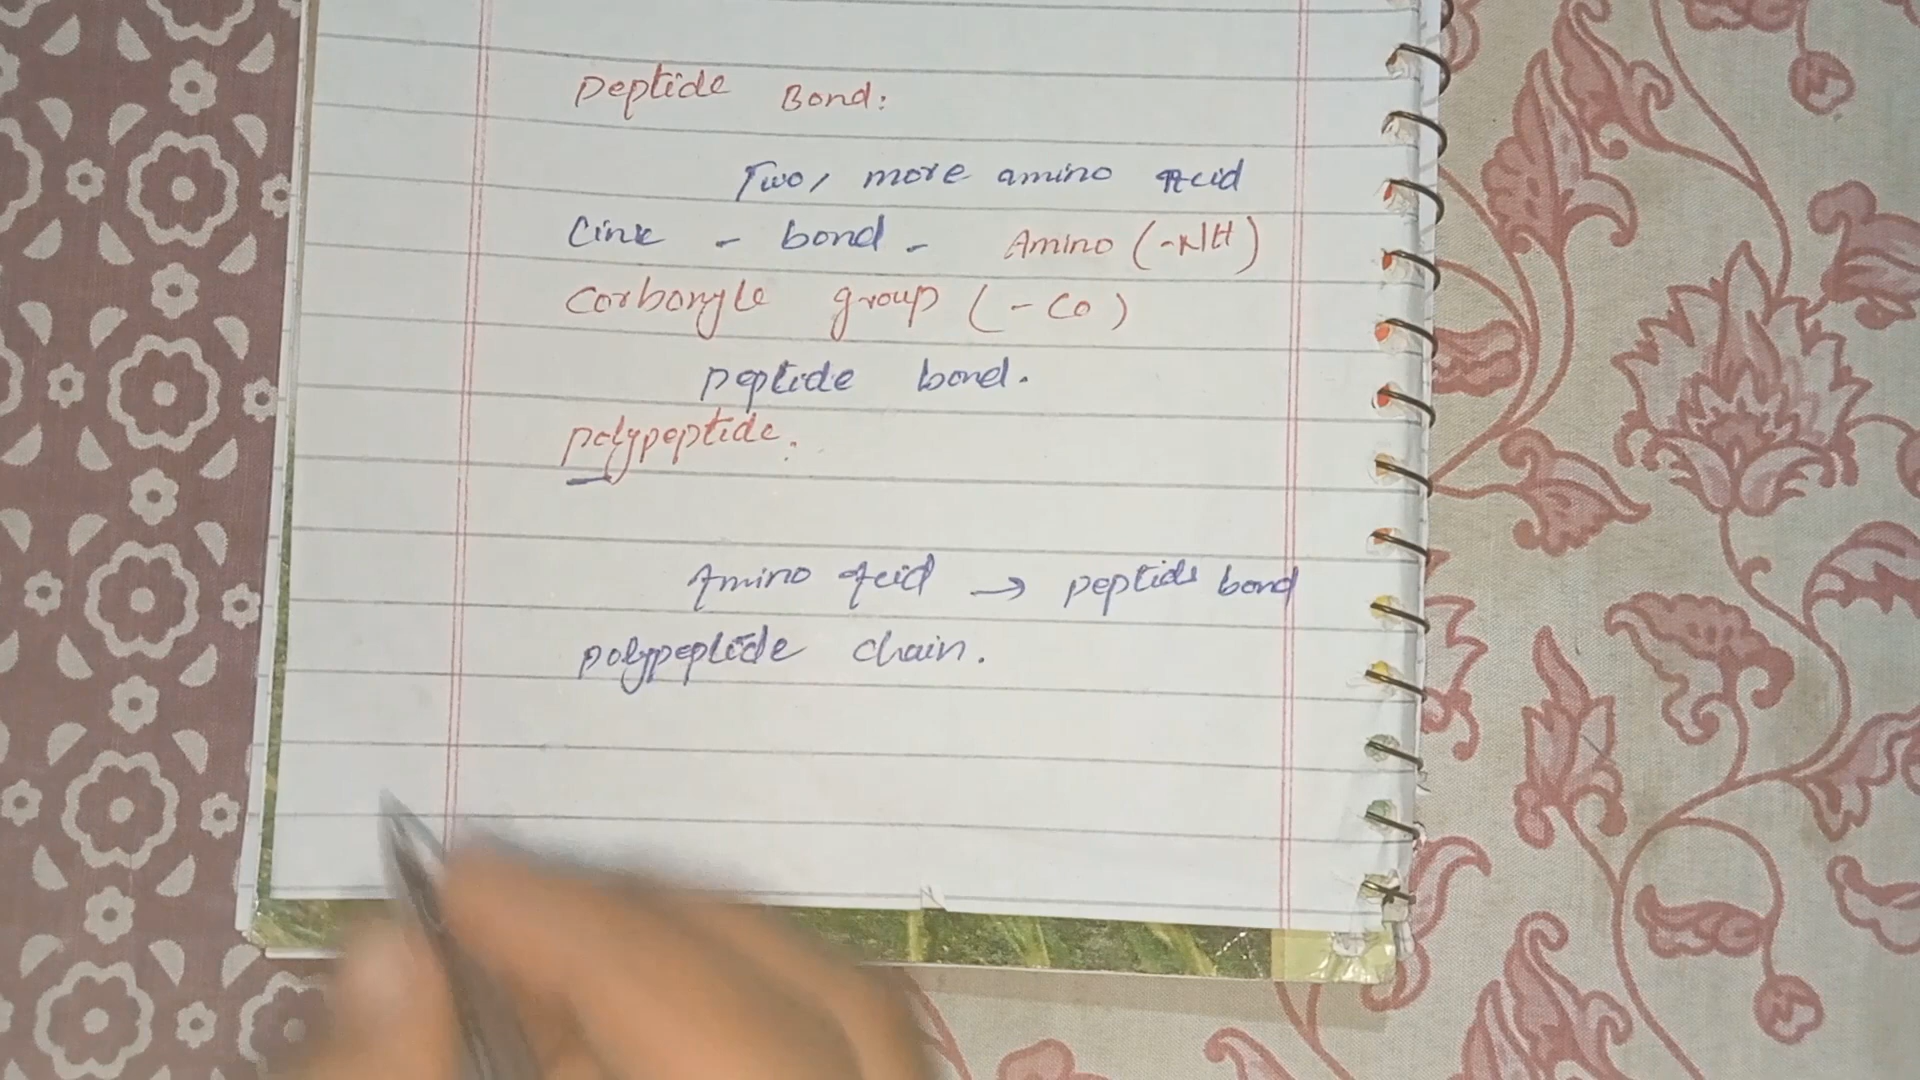 Peptide Bond:
Two, more amino Acid
Link - bond - Amino (-NH)
Corbonyle group (-CO)
peptide bond.
polypeptide:
Amino Acid → peptide bond
polypeptide chain.